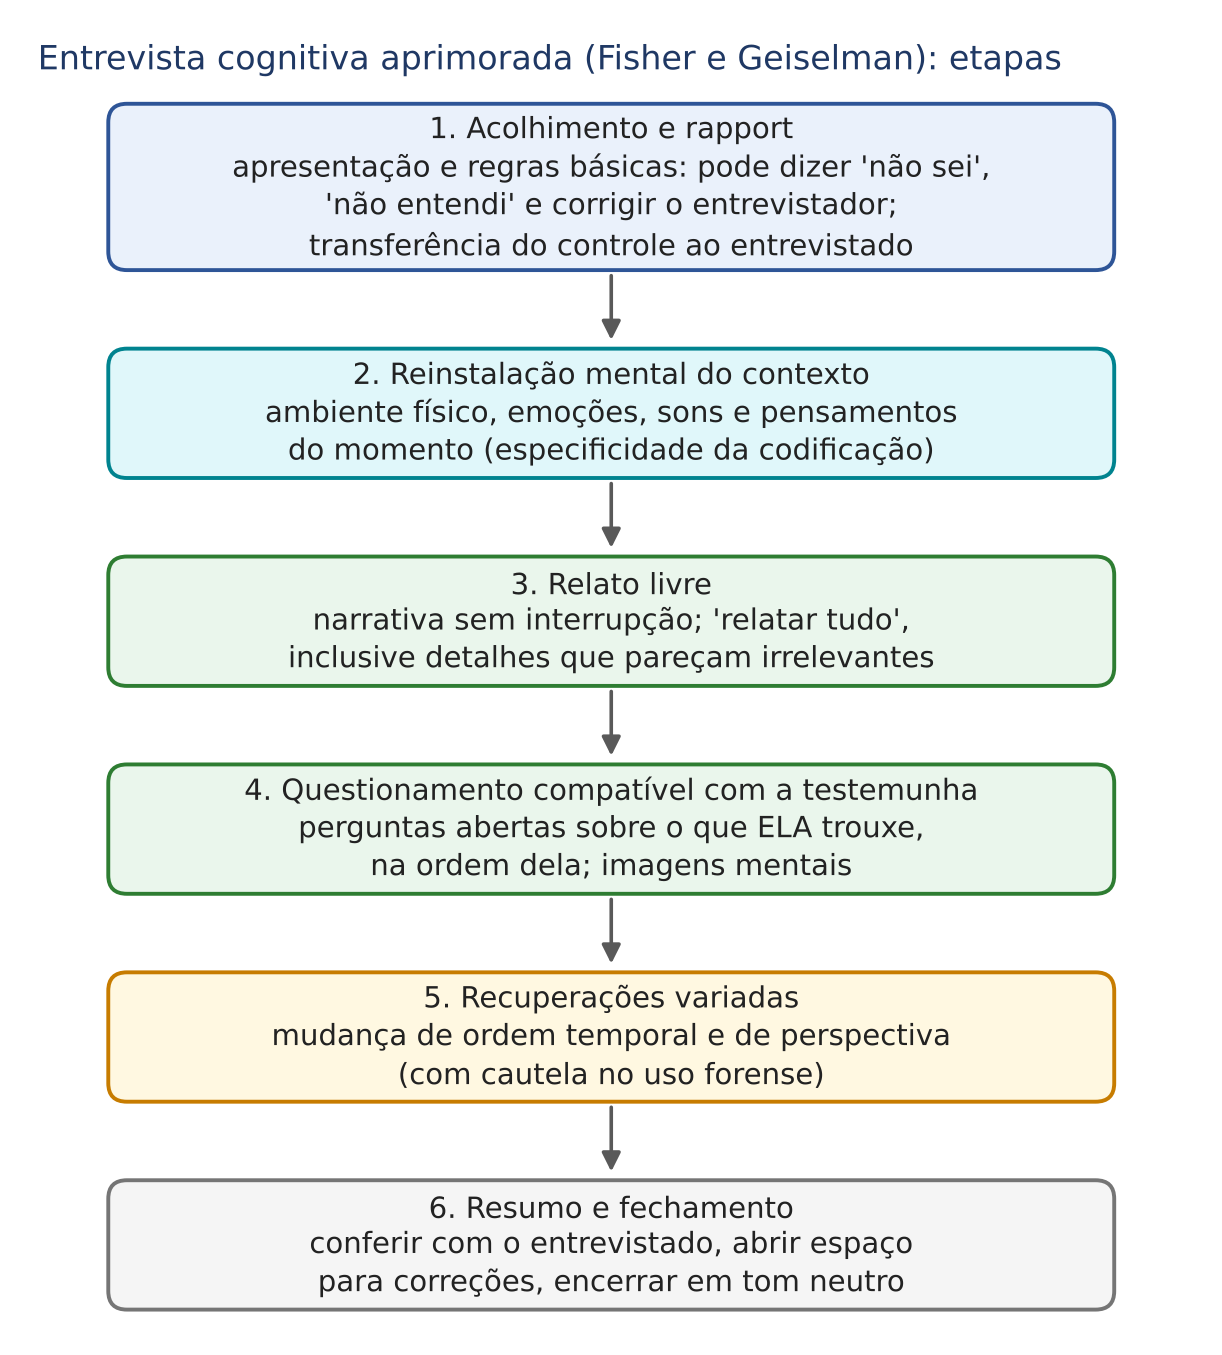 Entrevista cognitiva aprimorada (Fisher e Geiselman): etapas
1. Acolhimento e rapport
apresentação e regras básicas: pode dizer 'não sei',
'não entendi' e corrigir o entrevistador;
transferência do controle ao entrevistado
2. Reinstalação mental do contexto
ambiente físico, emoções, sons e pensamentos
do momento (especificidade da codificação)
3. Relato livre
narrativa sem interrupção; 'relatar tudo',
inclusive detalhes que pareçam irrelevantes
4. Questionamento compatível com a testemunha
perguntas abertas sobre o que ELA trouxe,
na ordem dela; imagens mentais
5. Recuperações variadas
mudança de ordem temporal e de perspectiva
(com cautela no uso forense)
6. Resumo e fechamento
conferir com o entrevistado, abrir espaço
para correções, encerrar em tom neutro